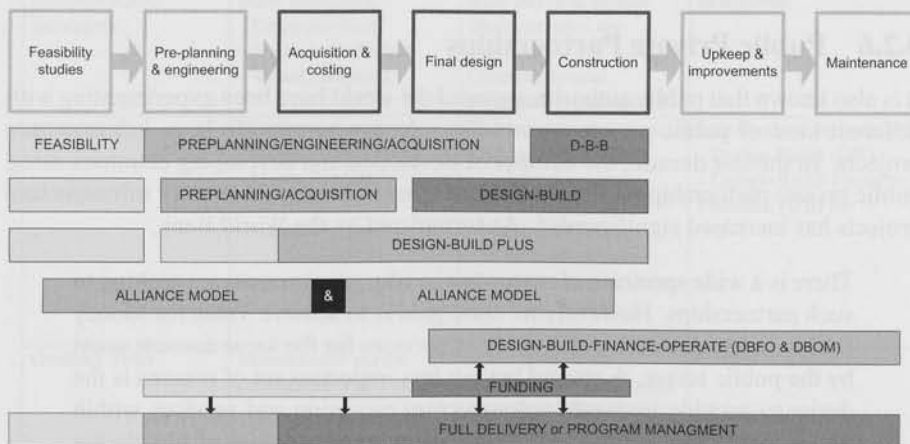 Feasibility
studies
Pre-planning
& engineering
Acquisition &
costing
Final design
Construction
Upkeep &
improvements
Maintenance
FEASIBILITY
PREPLANNING/ENGINEERING/ACQUISITION
D-B-B
PREPLANNING/ACQUISITION
DESIGN-BUILD
DESIGN-BUILD PLUS
ALLIANCE MODEL
&
ALLIANCE MODEL
DESIGN-BUILD-FINANCE-OPERATE (DBFO & DBOM)
FUNDING
FULL DELIVERY or PROGRAM MANAGMENT